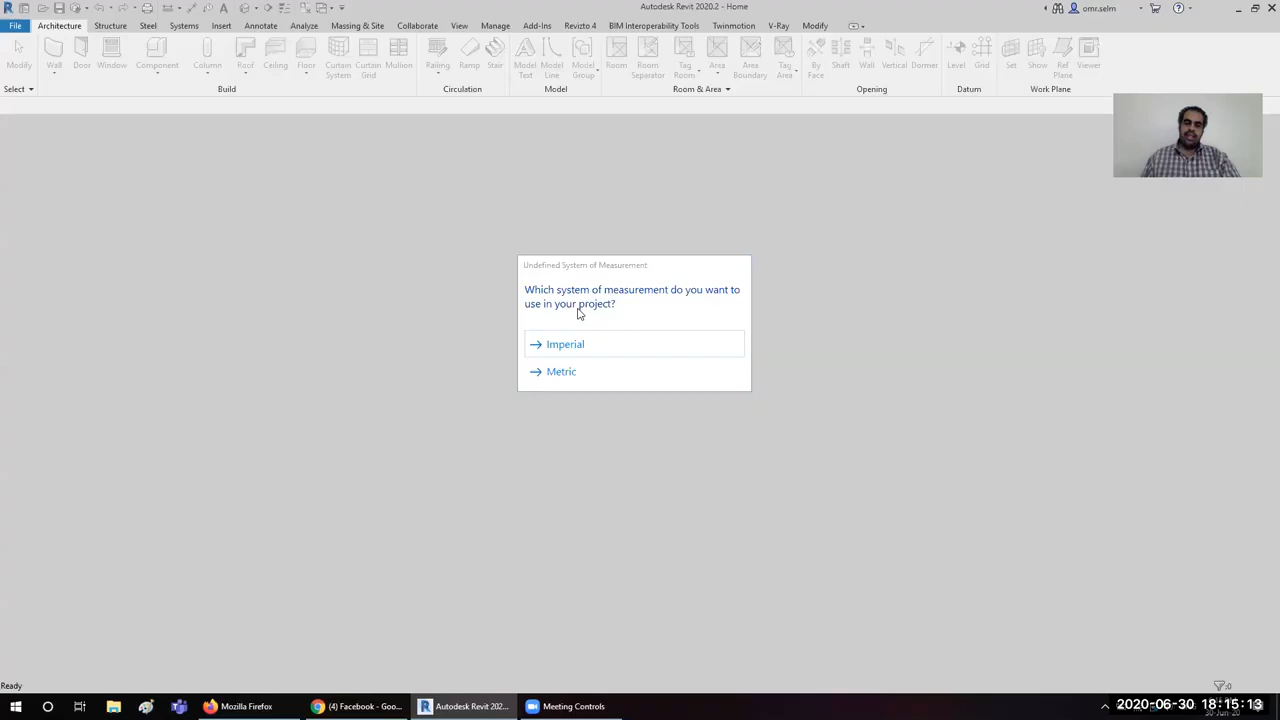 Autodesk Revit 2020.2 - Home
omr.selm
File Architecture Structure Steel Systems Insert Annotate Analyze Massing & Site Collaborate View Manage Add-Ins Revizto 4 BIM Interoperability Tools Twinmotion V-Ray Modify
Modify Wall Door Window Component Column Roof Ceiling Floor Curtain System Curtain Grid Mullion Railing Ramp Stair Model Text Model Line Model Group Room Room Separator Tag Room Area Area Boundary Tag Area By Face Shaft Wall Vertical Dormer Level Grid Set Show Ref Plane Viewer
Select Build Circulation Model Room & Area Opening Datum Work Plane
Undefined System of Measurement
Which system of measurement do you want to
use in your project?
Imperial
Metric
Ready
:0
Mozilla Firefox (4) Facebook - Goo... Autodesk Revit 202... Meeting Controls
2020-06-30 18:15:13